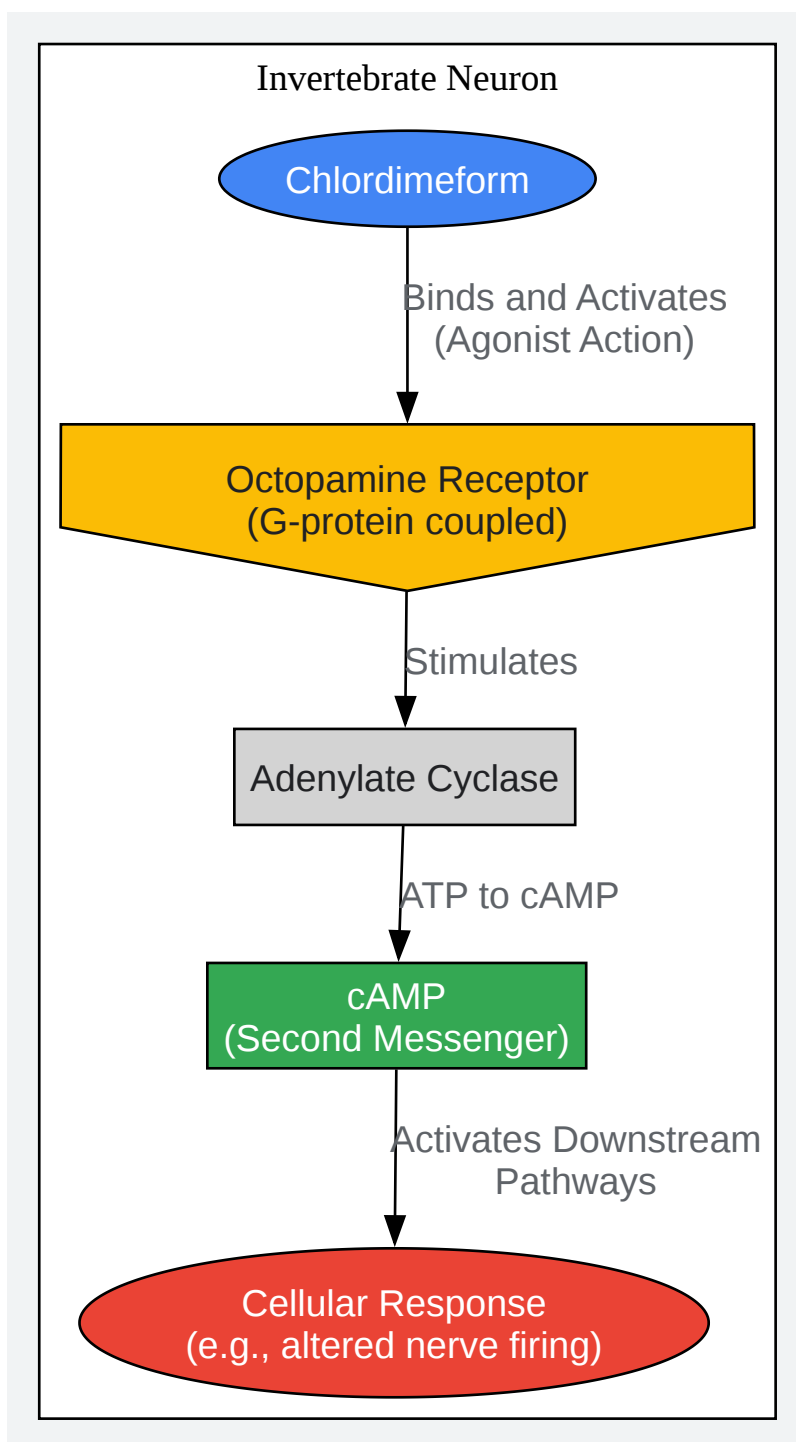 Invertebrate Neuron
Chlordimeform
Binds and Activates
(Agonist Action)
Octopamine Receptor
(G-protein coupled)
Stimulates
Adenylate Cyclase
ATP to cAMP
cAMP
(Second Messenger)
Activates Downstream
Pathways
Cellular Response
(e.g., altered nerve firing)